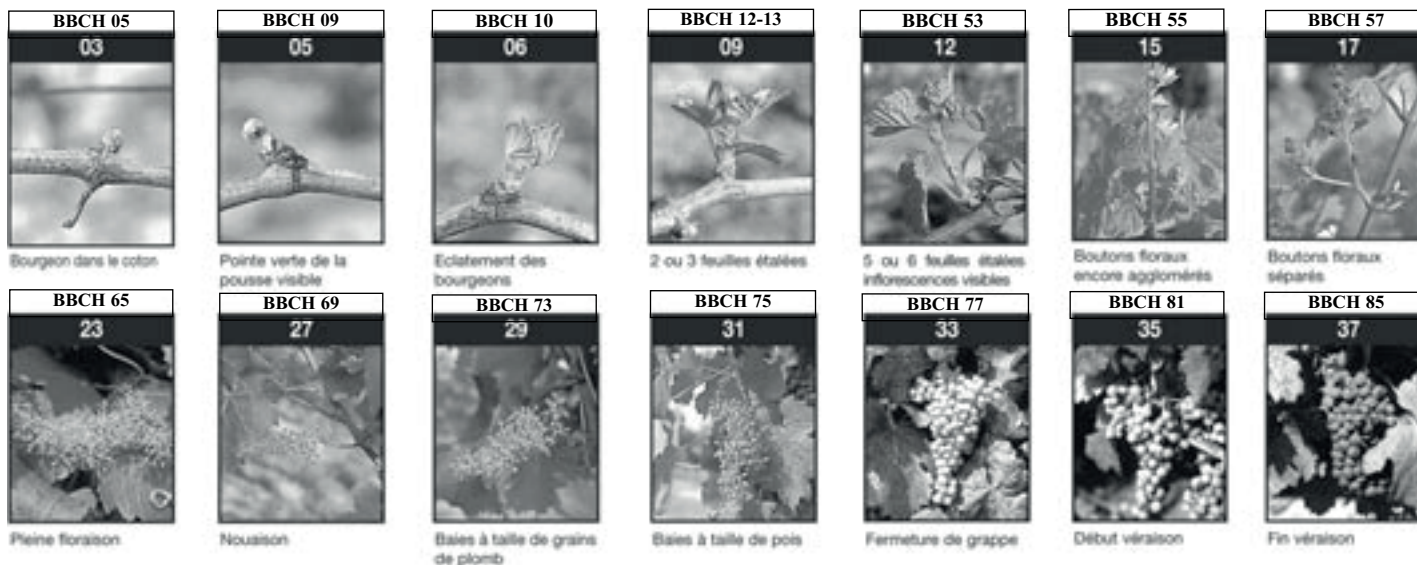 BBCH 05
03
Bourgeon dans le coton
BBCH 09
05
Pointe verte de la
pousse visible
BBCH 10
06
Eclatement des
bourgeons
BBCH 12-13
09
2 ou 3 feuilles étalées
BBCH 53
12
5 ou 6 feuilles étalées
inflorescences visibles
BBCH 55
15
Boutons floraux
encore agglomérés
BBCH 57
17
Boutons floraux
séparés
BBCH 65
23
Pleine floraison
BBCH 69
27
Nouaison
BBCH 73
29
Baies à taille de grains
de plomb
BBCH 75
31
Baies à taille de pois
BBCH 77
33
Fermeture de grappe
BBCH 81
35
Début véraison
BBCH 85
37
Fin véraison